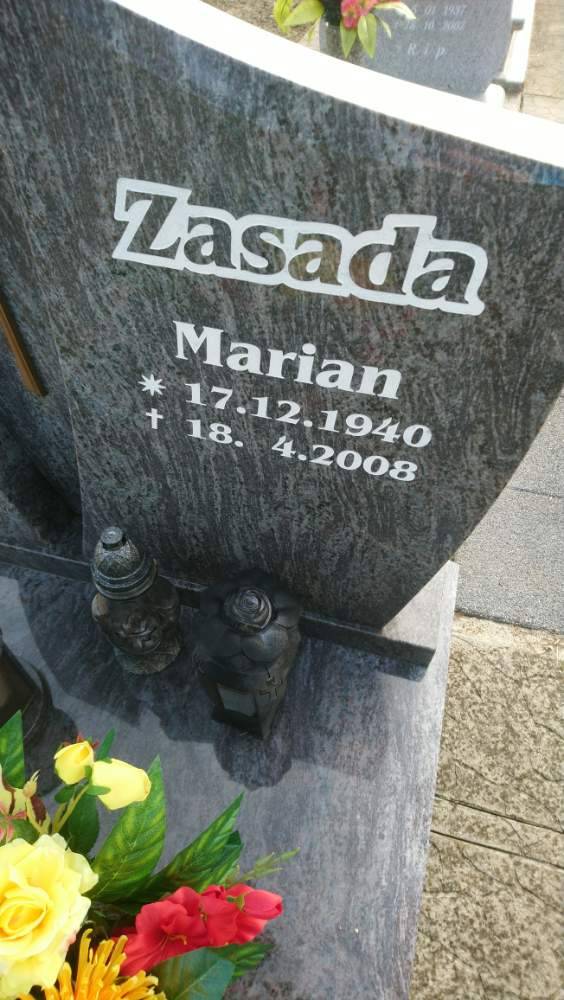 R.i.p.
Zasada
Marian
* 17.12.1940
† 18. 4.2008